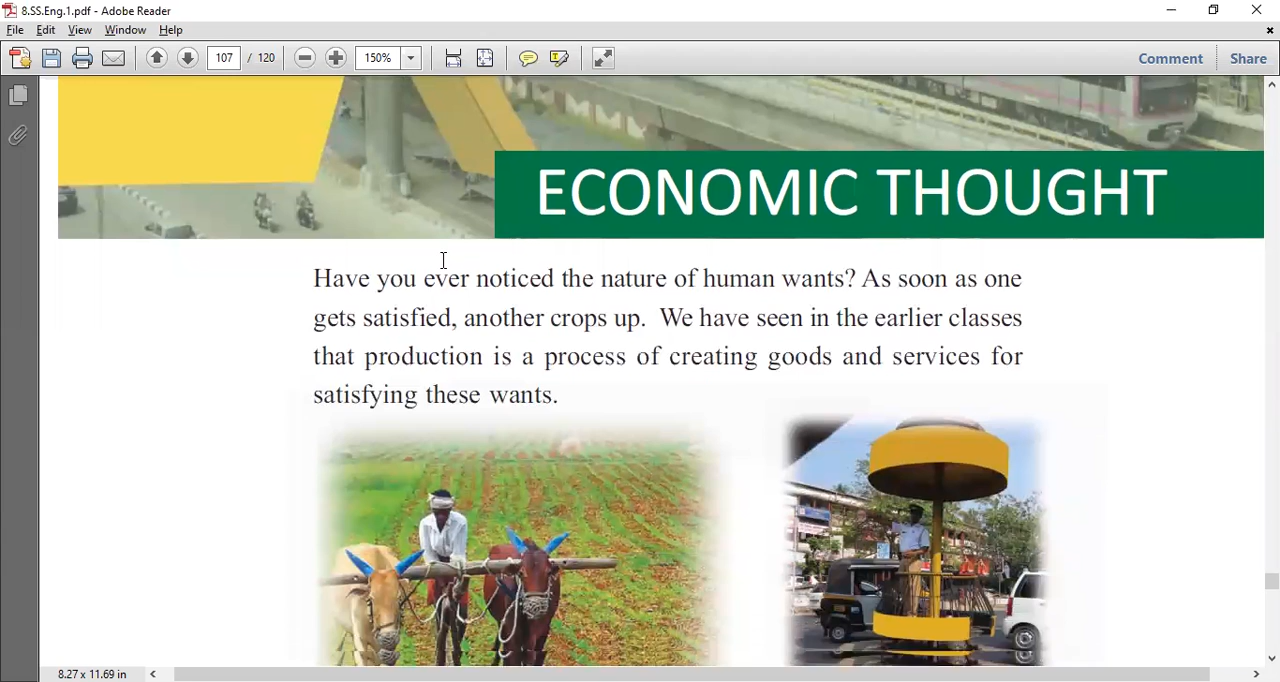 8.SS.Eng.1.pdf - Adobe Reader
File Edit View Window Help
107 / 120 150% Comment Share
ECONOMIC THOUGHT
Have you ever noticed the nature of human wants? As soon as one
gets satisfied, another crops up. We have seen in the earlier classes
that production is a process of creating goods and services for
satisfying these wants.
8.27 x 11.69 in